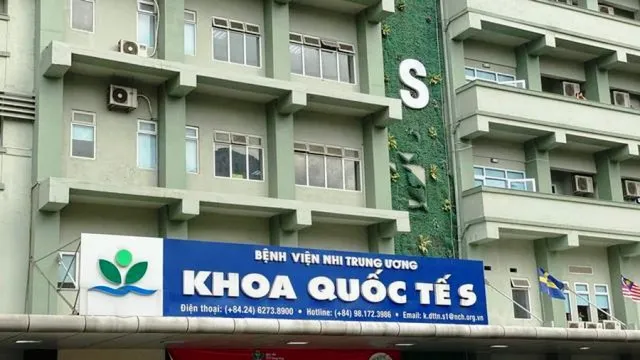 S
BỆNH VIỆN NHI TRUNG ƯƠNG
KHOA QUỐC TẾ S
Điện thoại: (+84.24) 6273.8900 • Hotline: (+84) 98.172.3986 • Email: k.dttn.s1@nch.org.vn